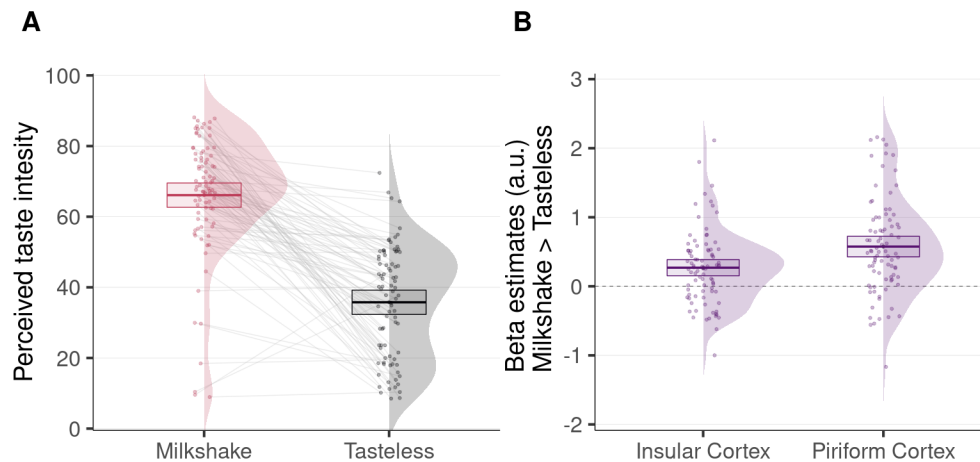 A
B
Perceived taste intesity
100
80
60
40
20
0
Milkshake
Tasteless
Beta estimates (a.u.)
Milkshake > Tasteless
3
2
1
0
-1
-2
Insular Cortex
Piriform Cortex